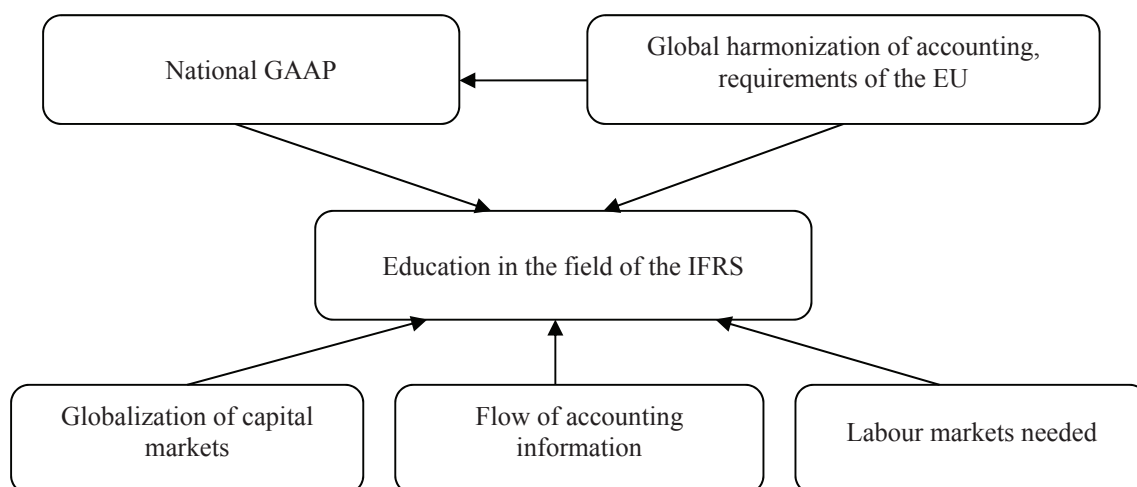 National GAAP
Global harmonization of accounting,
requirements of the EU
Education in the field of the IFRS
Globalization of capital
markets
Flow of accounting
information
Labour markets needed